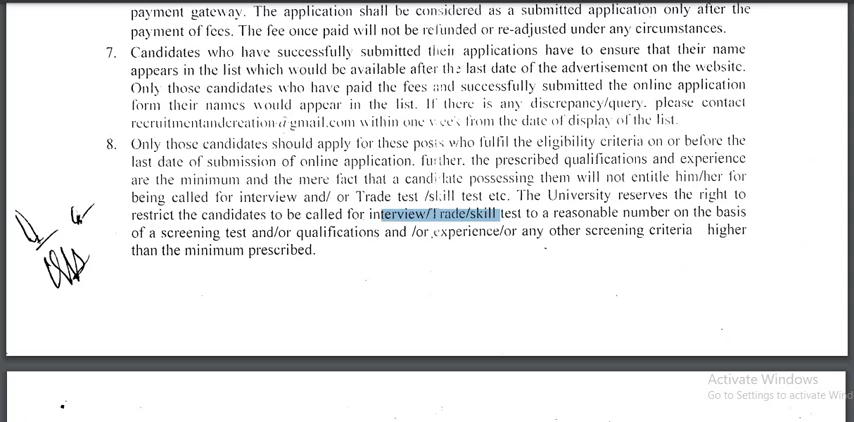 payment gateway. The application shall be considered as a submitted application only after the
payment of fees. The fee once paid will not be refunded or re-adjusted under any circumstances.
7. Candidates who have successfully submitted their applications have to ensure that their name
appears in the list which would be available after the last date of the advertisement on the website.
Only those candidates who have paid the fees and successfully submitted the online application
form their names would appear in the list. If there is any discrepancy/query, please contact
recruitmentandcreation@gmail.com within one week from the date of display of the list.
8. Only those candidates should apply for these posts who fulfil the eligibility criteria on or before the
last date of submission of online application, further, the prescribed qualifications and experience
are the minimum and the mere fact that a candidate possessing them will not entitle him/her for
being called for interview and/ or Trade test /skill test etc. The University reserves the right to
restrict the candidates to be called for interview/Trade/skill test to a reasonable number on the basis
of a screening test and/or qualifications and /or experience/or any other screening criteria higher
than the minimum prescribed.
Activate Windows
Go to Settings to activate Wind